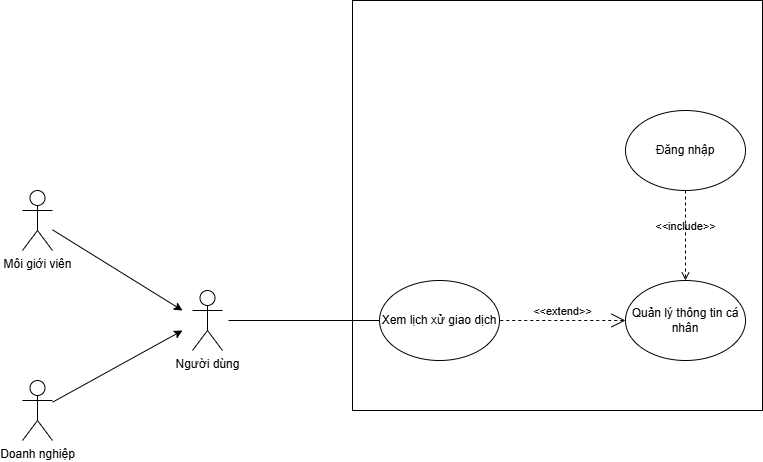 Đăng nhập
<<include>>
Môi giới viên
Xem lịch xử giao dịch
<<extend>>
Quản lý thông tin cá
nhân
Người dùng
Doanh nghiệp